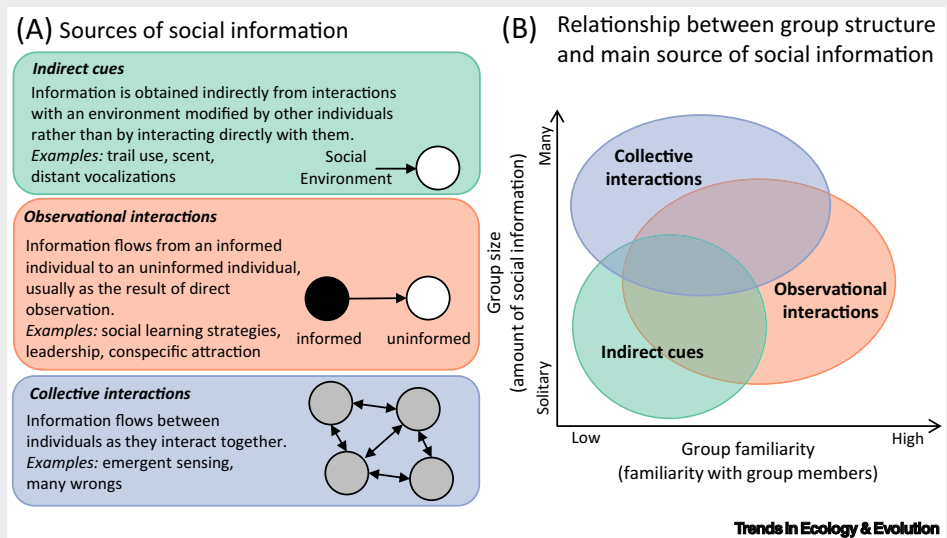 (A) Sources of social information
Indirect cues
Information is obtained indirectly from interactions
with an environment modified by other individuals
rather than by interacting directly with them.
Examples: trail use, scent,
distant vocalizations
Social
Environment
Observational interactions
Information flows from an informed
individual to an uninformed individual,
usually as the result of direct
observation.
Examples: social learning strategies,
leadership, conspecific attraction
informed
uninformed
Collective interactions
Information flows between
individuals as they interact together.
Examples: emergent sensing,
many wrongs
(B) Relationship between group structure
and main source of social information
Group size
(amount of social information)
Many
Solitary
Collective
interactions
Observational
interactions
Indirect cues
Low
High
Group familiarity
(familiarity with group members)
Trends in Ecology & Evolution